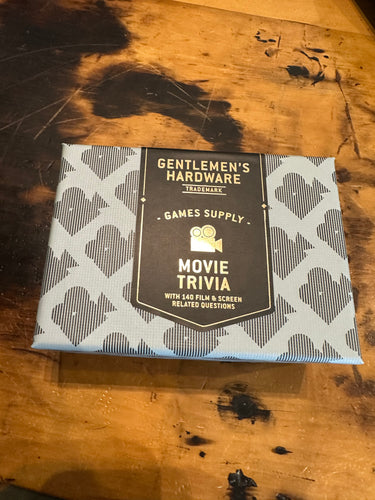 GENTLEMEN'S
HARDWARE
TRADEMARK
- GAMES SUPPLY -
MOVIE
TRIVIA
WITH 140 FILM & SCREEN
RELATED QUESTIONS